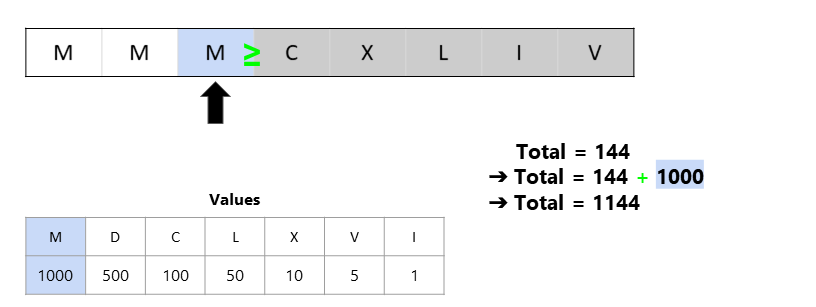 M M M ≥ C X L I V
Total = 144
➔ Total = 144 + 1000
➔ Total = 1144
Values
M D C L X V I
1000 500 100 50 10 5 1